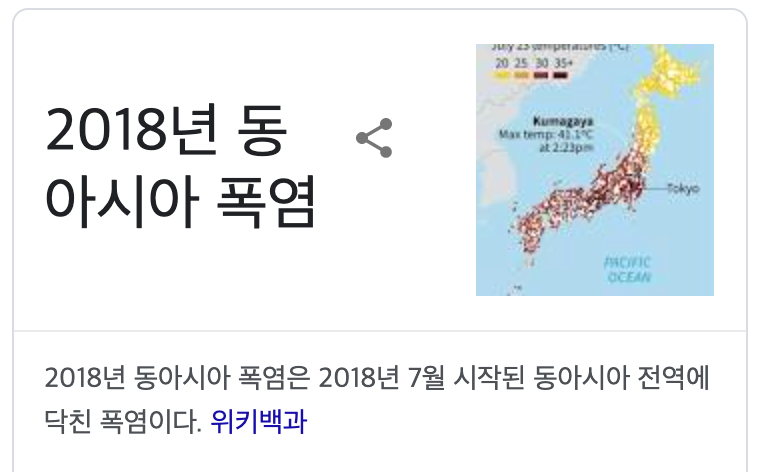 2018년 동
아시아 폭염
July 23 temperatures (°C)
20 25 30 35+
Kumagaya
Max temp: 41.1°C
at 2:23pm
Tokyo
PACIFIC
OCEAN
2018년 동아시아 폭염은 2018년 7월 시작된 동아시아 전역에
닥친 폭염이다. 위키백과